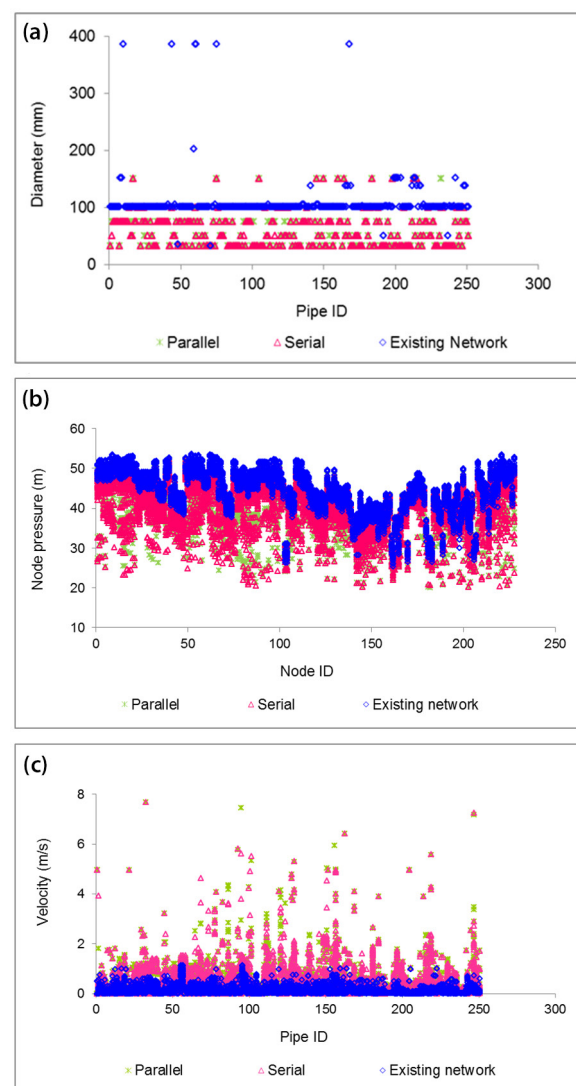 (a)
Diameter (mm)
400
300
200
100
0
0 50 100 150 200 250 300
Pipe ID
Parallel Serial Existing Network
(b)
Node pressure (m)
60
50
40
30
20
10
0 50 100 150 200 250
Node ID
Parallel Serial Existing network
(c)
Velocity (m/s)
8
6
4
2
0
0 50 100 150 200 250 300
Pipe ID
Parallel Serial Existing network